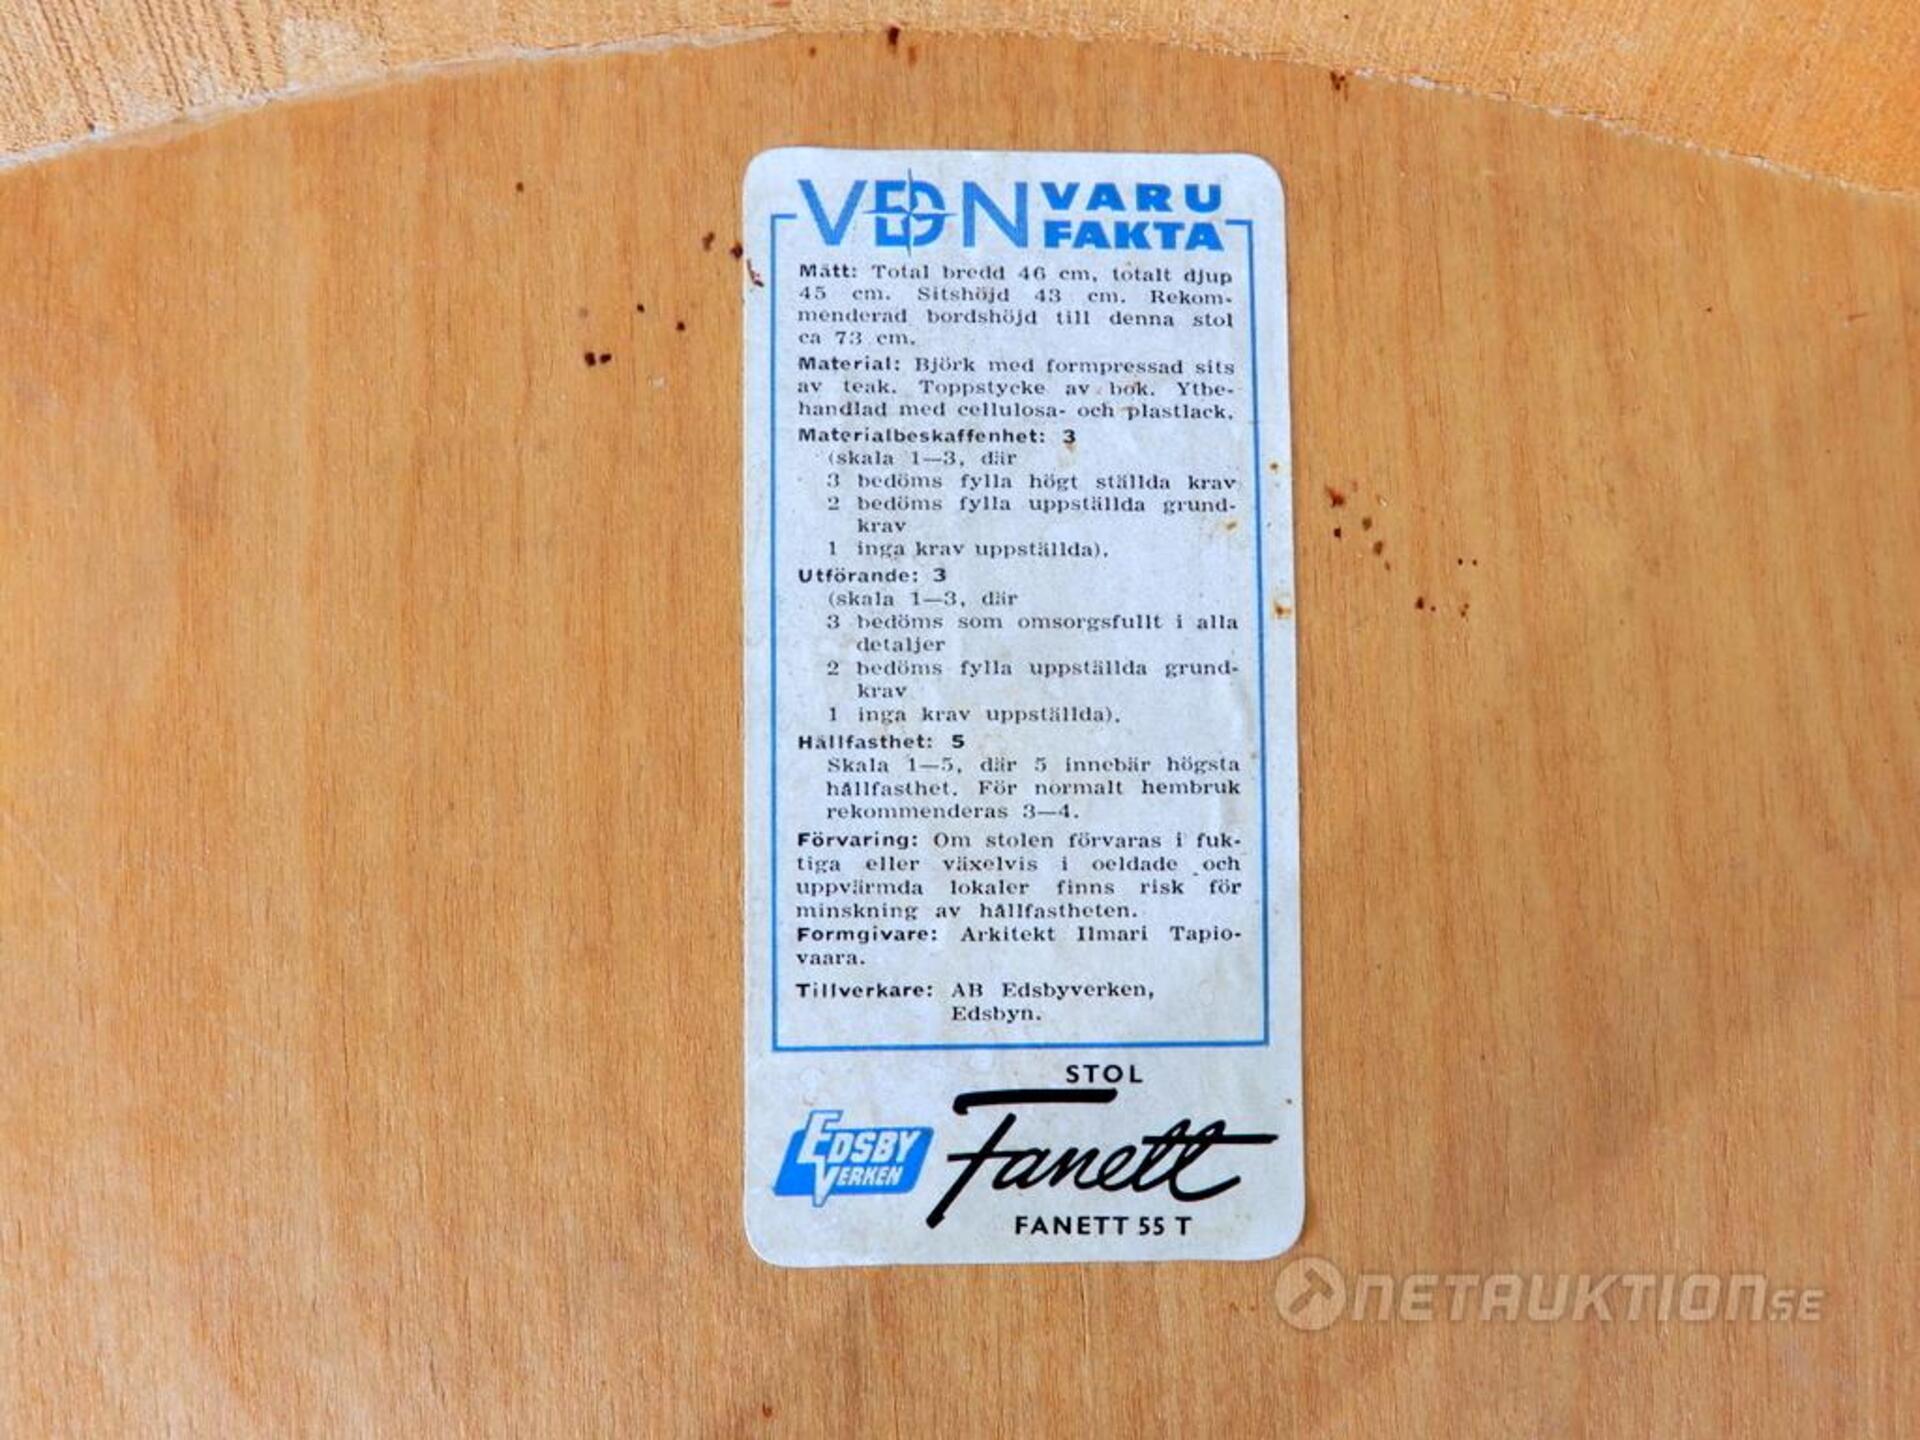 VDN VARU
FAKTA
Mått: Total bredd 46 cm, totalt djup
45 cm. Sitshöjd 43 cm. Rekom-
menderad bordshöjd till denna stol
ca 73 cm.
Material: Björk med formpressad sits
av teak. Toppstycke av bok. Ytbe-
handlad med cellulosa- och plastlack.
Materialbeskaffenhet: 3
(skala 1—3, där
3 bedöms fylla högt ställda krav
2 bedöms fylla uppställda grund-
krav
1 inga krav uppställda).
Utförande: 3
(skala 1—3, där
3 bedöms som omsorgsfullt i alla
detaljer
2 bedöms fylla uppställda grund-
krav
1 inga krav uppställda).
Hållfasthet: 5
Skala 1—5, där 5 innebär högsta
hållfasthet. För normalt hembruk
rekommenderas 3—4.
Förvaring: Om stolen förvaras i fuk-
tiga eller växelvis i oeldade och
uppvärmda lokaler finns risk för
minskning av hållfastheten.
Formgivare: Arkitekt Ilmari Tapio-
vaara.
Tillverkare: AB Edsbyverken,
Edsbyn.
STOL
EDSBY
VERKEN
Fanett
FANETT 55 T
NETAUKTION.SE